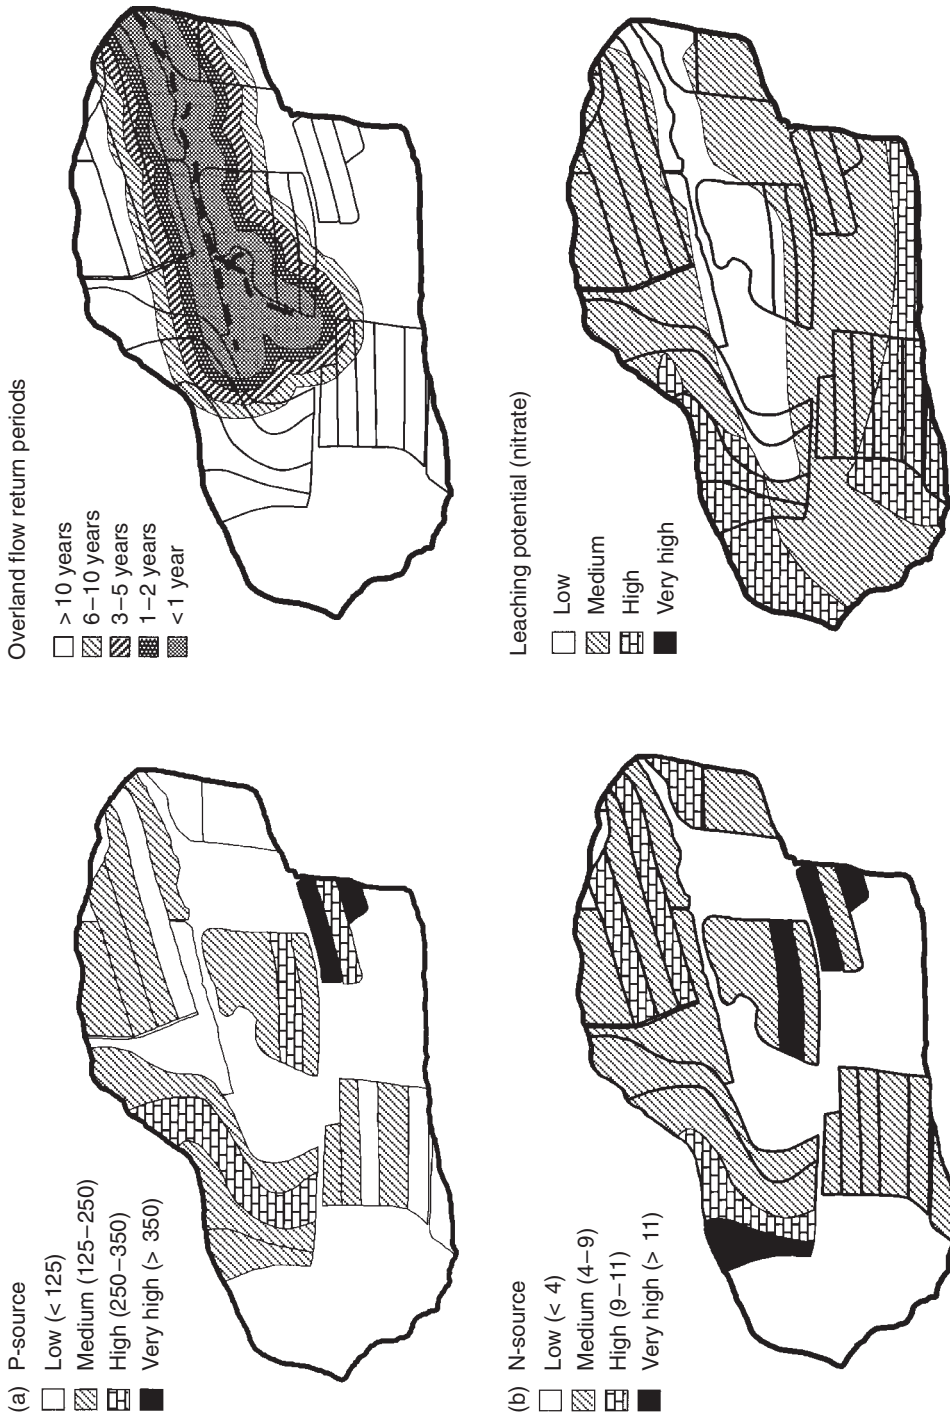 (a) P-source
Low (< 125)
Medium (125–250)
High (250–350)
Very high (> 350)
Overland flow return periods
> 10 years
6–10 years
3–5 years
1–2 years
< 1 year
(b) N-source
Low (< 4)
Medium (4–9)
High (9–11)
Very high (> 11)
Leaching potential (nitrate)
Low
Medium
High
Very high